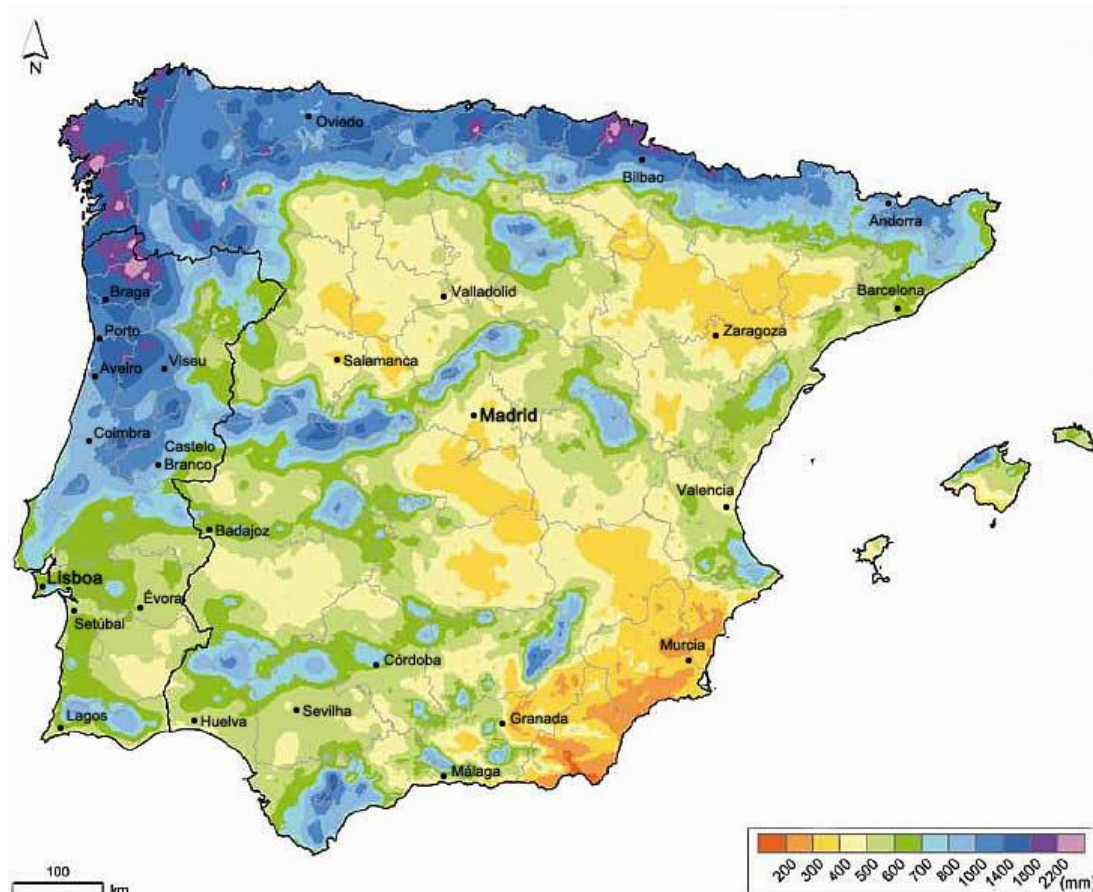 N
Oviedo
Bilbao
Andorra
Braga
Valladolid
Barcelona
Porto
Zaragoza
Aveiro
Viseu
Salamanca
Madrid
Coimbra
Castelo
Branco
Valencia
Badajoz
Lisboa
Évora
Setúbal
Murcia
Córdoba
Lagos
Huelva
Sevilha
Granada
Málaga
100
km
200 300 400 500 600 700 800 1000 1400 1800 2200 (mm)